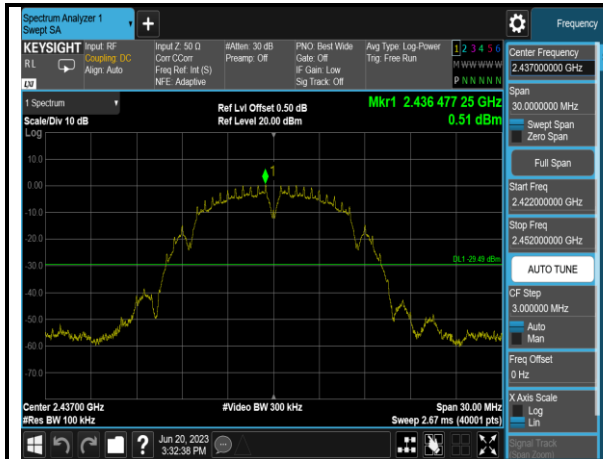 Spectrum Analyzer 1
Swept SA
Frequency
KEYSIGHT
RL
LXI
Input: RF
Coupling: DC
Align: Auto
Input Z: 50 Ω
Corr CCorr
Freq Ref: Int (S)
NFE: Adaptive
#Atten: 30 dB
Preamp: Off
PNO: Best Wide
Gate: Off
IF Gain: Low
Sig Track: Off
Avg Type: Log-Power
Trig: Free Run
1 2 3 4 5 6
M W W W W W
P N N N N N
1 Spectrum
Scale/Div 10 dB
Log
Ref Lvl Offset 0.50 dB
Ref Level 20.00 dBm
Mkr1 2.436 477 25 GHz
0.51 dBm
10.0
0.00
-10.0
-20.0
-30.0
-40.0
-50.0
-60.0
-70.0
1
DL1 -29.49 dBm
Center 2.43700 GHz
#Res BW 100 kHz
#Video BW 300 kHz
Span 30.00 MHz
Sweep 2.67 ms (40001 pts)
Jun 20, 2023
3:32:38 PM
Center Frequency
2.437000000 GHz
Span
30.0000000 MHz
Swept Span
Zero Span
Full Span
Start Freq
2.422000000 GHz
Stop Freq
2.452000000 GHz
AUTO TUNE
CF Step
3.000000 MHz
Auto
Man
Freq Offset
0 Hz
X Axis Scale
Log
Lin
Signal Track
(Span Zoom)